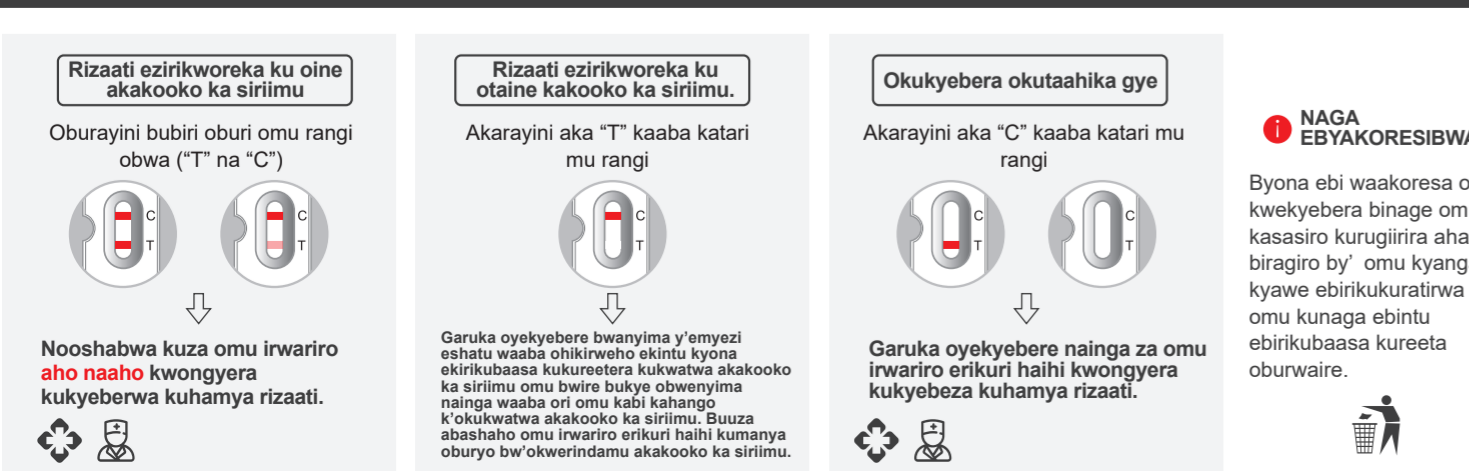 Rizaati ezirikworeka ku oine
akakooko ka siriimu
Oburayini bubiri oburi omu rangi
obwa (“T” na “C”)
C
T
C
T
Nooshabwa kuza omu irwariro
aho naaho kwongyera
kukyeberwa kuhamya rizaati.
Rizaati ezirikworeka ku
otaine kakooko ka siriimu.
Akarayini aka “T” kaaba katari
mu rangi
C
T
Garuka oyekyebere bwanyima y’emyezi
eshatu waaba ohikirweho ekintu kyona
ekirikubaasa kukureetera kukwatwa akakooko
ka siriimu omu bwire bukye obwenyima
nainga waaba ori omu kabi kahango
k’okukwatwa akakooko ka siriimu. Buuza
abashaho omu irwariro erikuri haihi kumanya
oburyo bw’okwerindamu akakooko ka siriimu.
Okukyebera okutaahika gye
Akarayini aka “C” kaaba katari mu
rangi
C
T
C
T
Garuka oyekyebere nainga za omu
irwariro erikuri haihi kwongyera
kukyebeza kuhamya rizaati.
i
NAGA
EBYAKORESIBWA
Byona ebi waakoresa o
kwekyebera binage om
kasasiro kurugiirira aha
biragiro by’ omu kyang
kyawe ebirikukuratirwa
omu kunaga ebintu
ebirikubaasa kureeta
oburwaire.